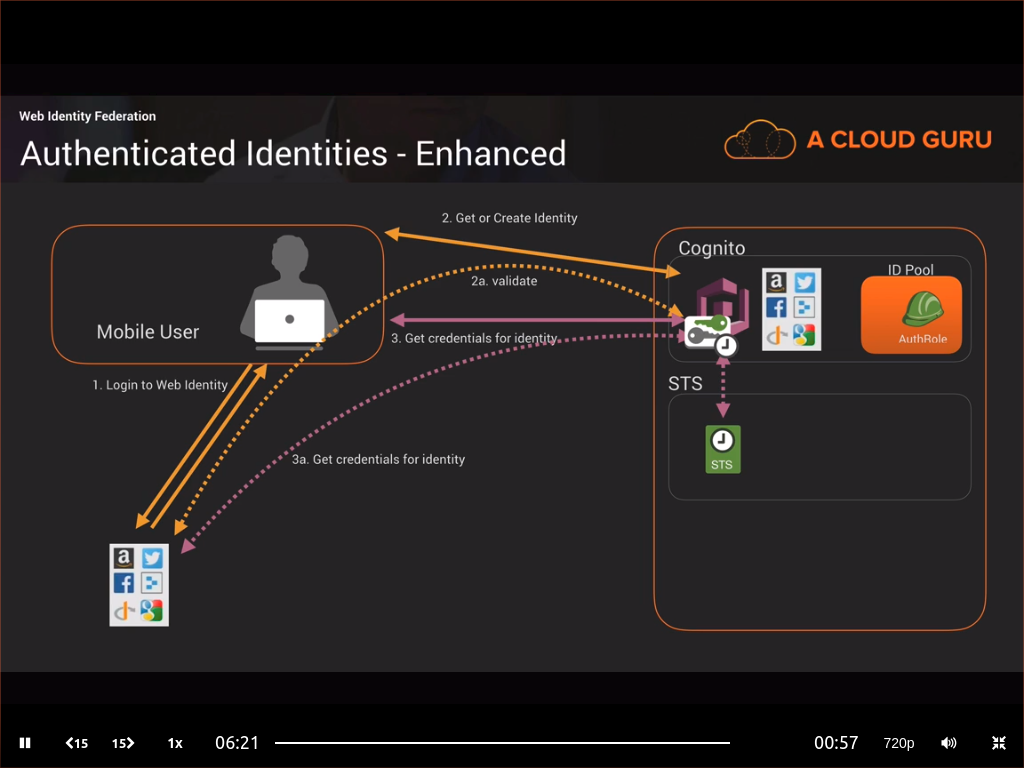 Web Identity Federation
Authenticated Identities - Enhanced
A CLOUD GURU
2. Get or Create Identity
Cognito
ID Pool
a
2a. validate
AuthRole
Mobile User
3. Get credentials for identity
1. Login to Web Identity
STS
STS
3a. Get credentials for identity
a
15
15
1x
06:21
00:57
720p